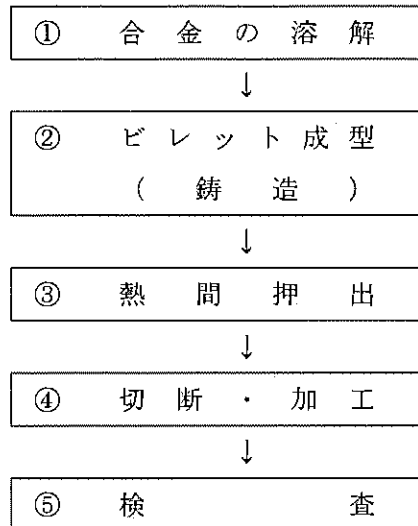 ① 合金の溶解
↓
② ビレット成型
(鋳造)
↓
③ 熱間押出
↓
④ 切断・加工
↓
⑤ 検査